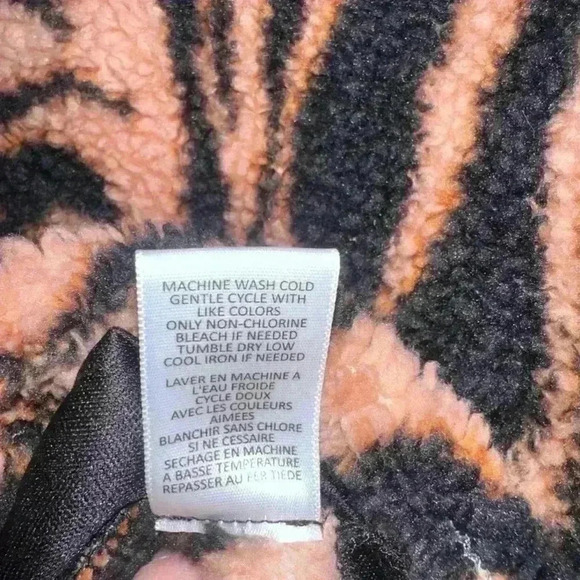 MACHINE WASH COLD
GENTLE CYCLE WITH
LIKE COLORS
ONLY NON-CHLORINE
BLEACH IF NEEDED
TUMBLE DRY LOW
COOL IRON IF NEEDED
LAVER EN MACHINE A
L'EAU FROIDE
CYCLE DOUX
AVEC LES COULEURS
AIMEES
BLANCHIR SANS CHLORE
SI NE CESSAIRE
SECHAGE EN MACHINE
A BASSE TEMPERATURE
REPASSER AU FER TIEDE